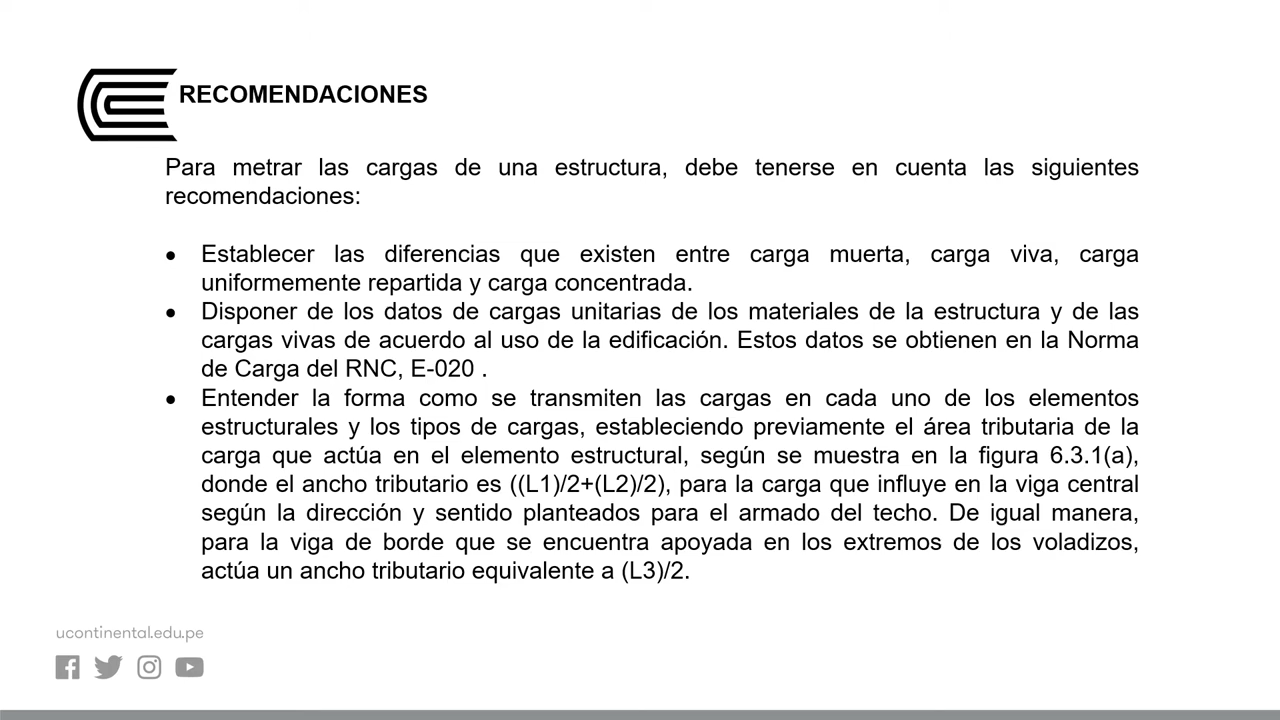 RECOMENDACIONES
Para metrar las cargas de una estructura, debe tenerse en cuenta las siguientes
recomendaciones:
• Establecer las diferencias que existen entre carga muerta, carga viva, carga
uniformemente repartida y carga concentrada.
• Disponer de los datos de cargas unitarias de los materiales de la estructura y de las
cargas vivas de acuerdo al uso de la edificación. Estos datos se obtienen en la Norma
de Carga del RNC, E-020 .
• Entender la forma como se transmiten las cargas en cada uno de los elementos
estructurales y los tipos de cargas, estableciendo previamente el área tributaria de la
carga que actúa en el elemento estructural, según se muestra en la figura 6.3.1(a),
donde el ancho tributario es ((L1)/2+(L2)/2), para la carga que influye en la viga central
según la dirección y sentido planteados para el armado del techo. De igual manera,
para la viga de borde que se encuentra apoyada en los extremos de los voladizos,
actúa un ancho tributario equivalente a (L3)/2.
ucontinental.edu.pe